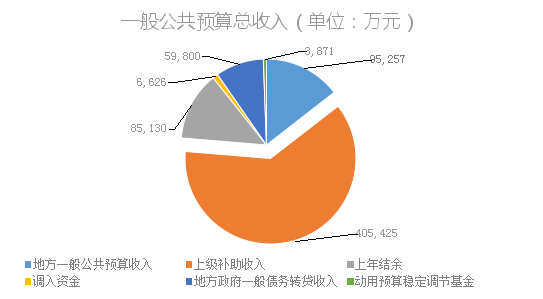 一般公共预算总收入（单位：万元）
3,871
59,800
95,257
6,626
85,130
405,425
地方一般公共预算收入 上级补助收入 上年结余
调入资金 地方政府一般债务转贷收入 动用预算稳定调节基金